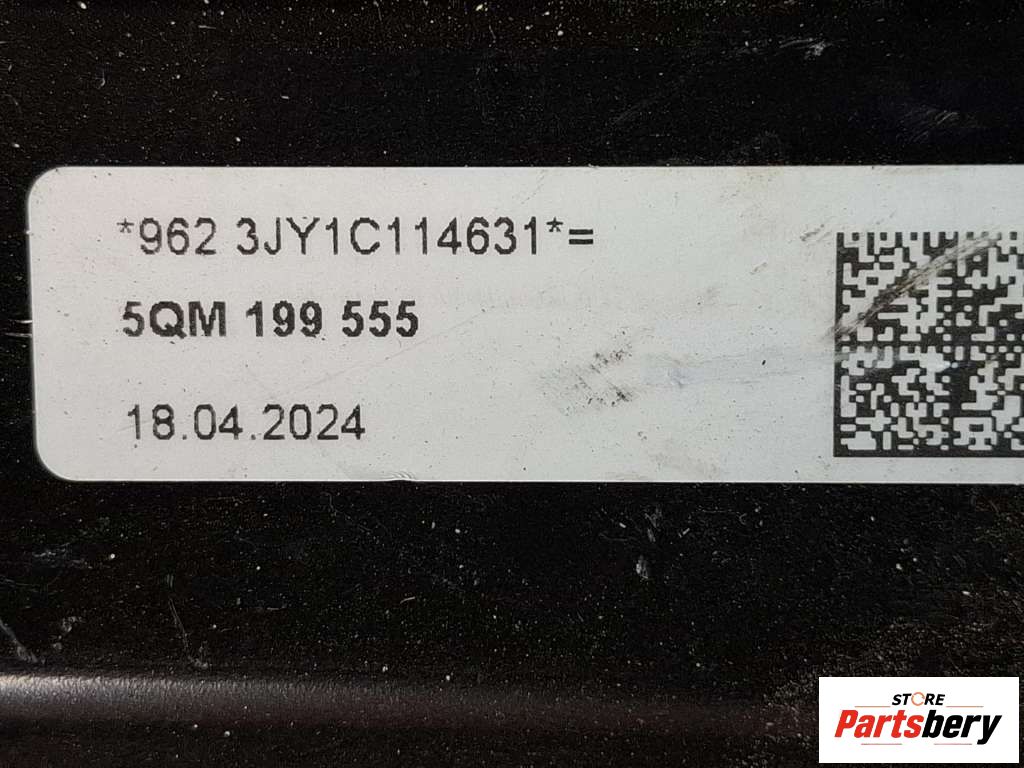 *962 3JY1C114631*=
5QM 199 555
18.04.2024
STORE
Partsbery